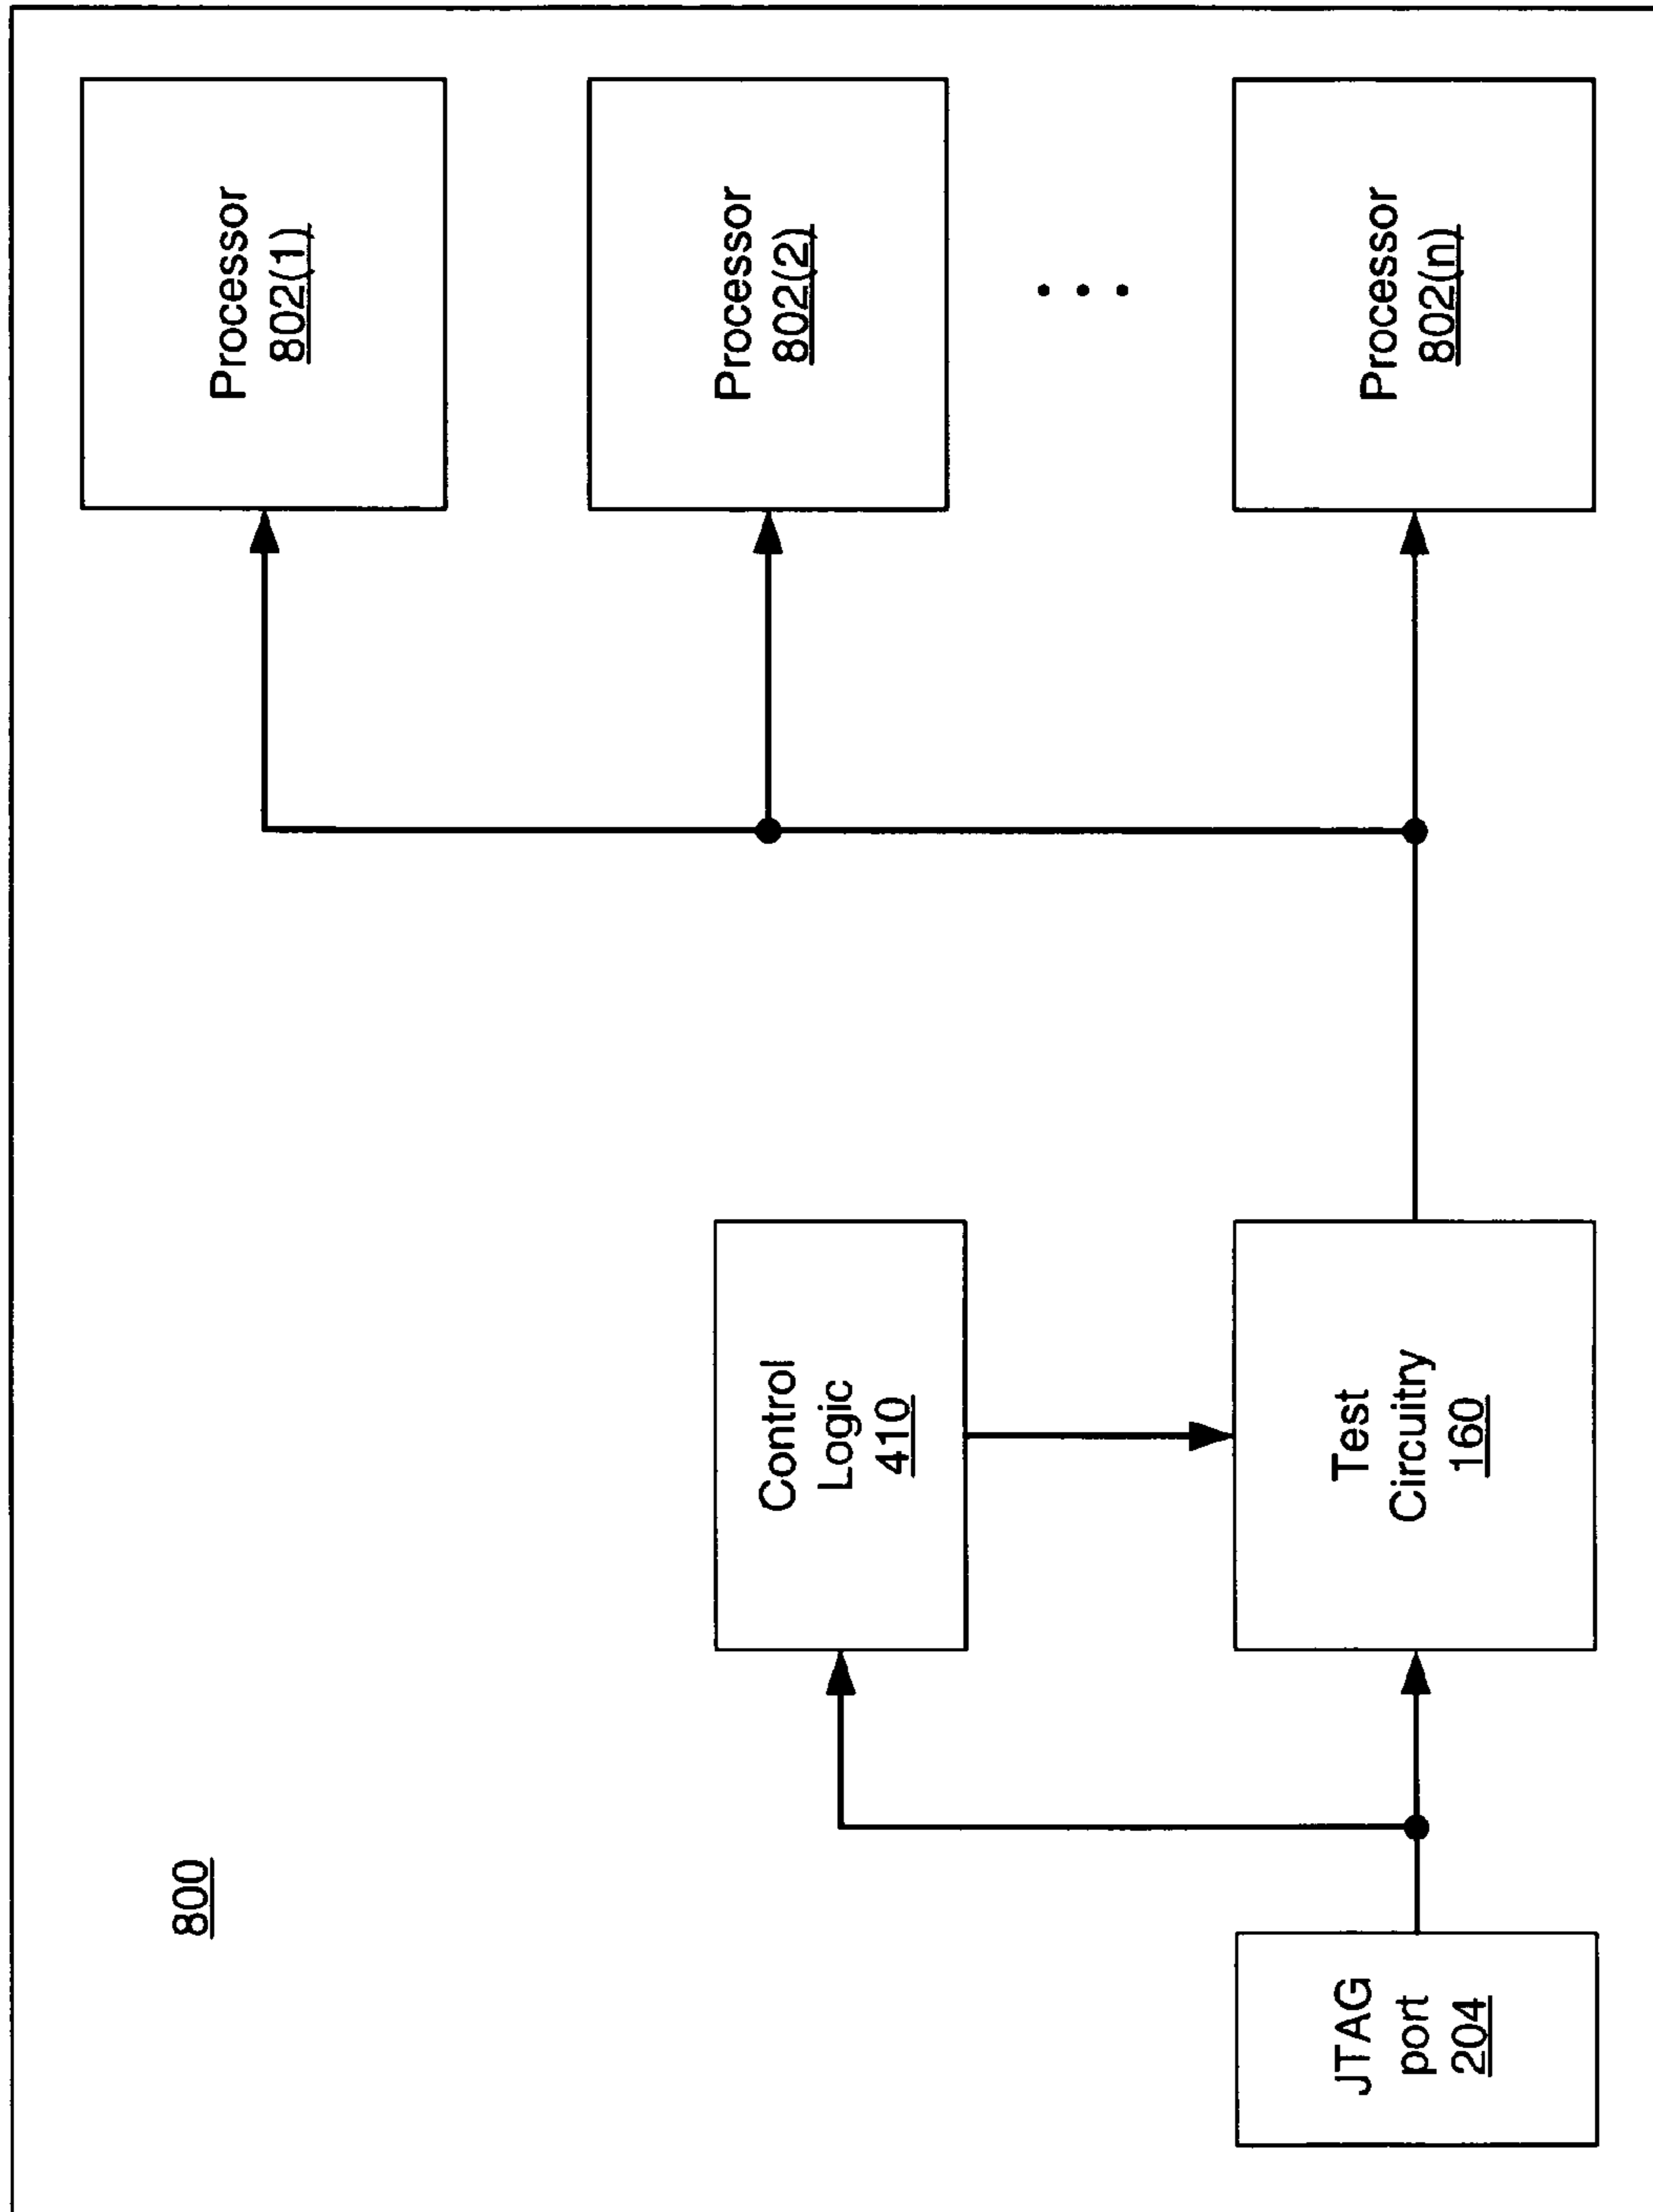 800
Processor
802(1)
Processor
802(2)
Processor
802(n)
Control
Logic
410
Test
Circuitry
160
JTAG
port
204